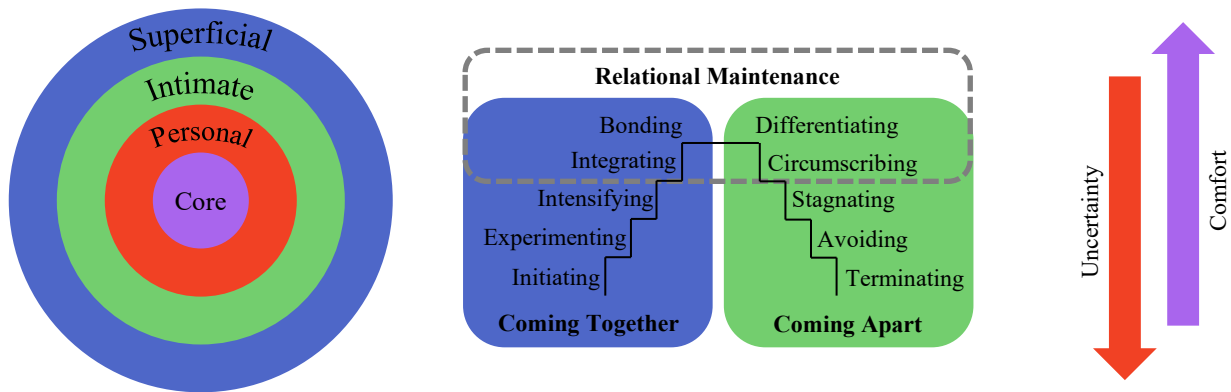 Superficial
Intimate
Personal
Core
Relational Maintenance
Bonding
Differentiating
Integrating
Circumscribing
Intensifying
Stagnating
Experimenting
Avoiding
Initiating
Terminating
Coming Together
Coming Apart
Uncertainty
Comfort